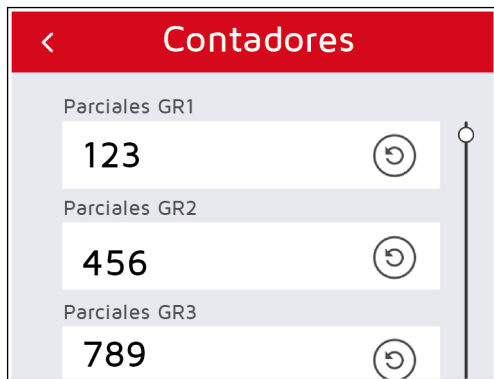 Contadores
Parciales GR1
123
Parciales GR2
456
Parciales GR3
789